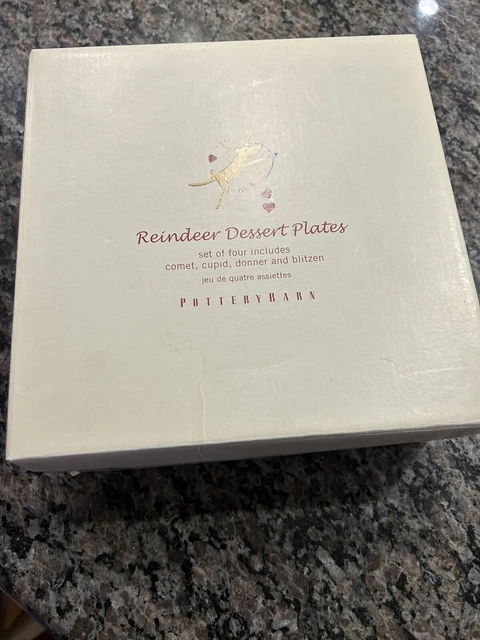 Reindeer Dessert Plates
set of four includes
comet, cupid, donner and blitzen
jeu de quatre assiettes
POTTERYBARN